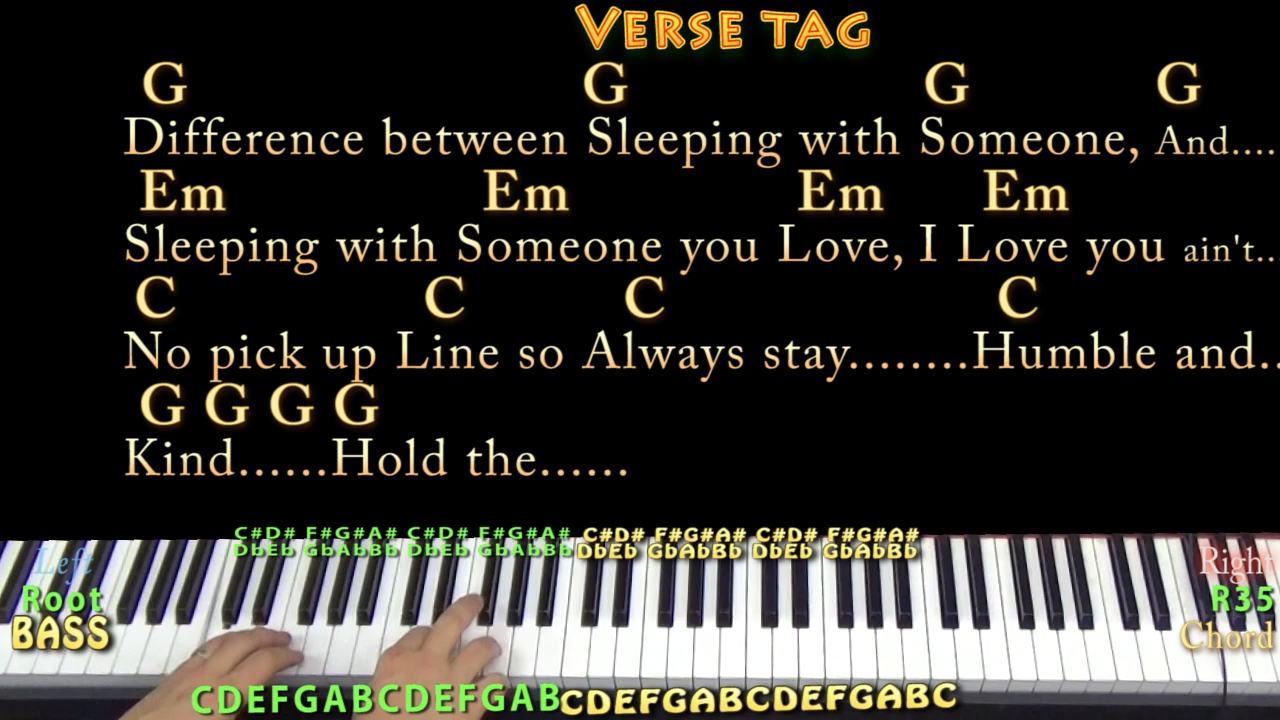 VERSE TAG
G G G G
Difference between Sleeping with Someone, And....
Em Em Em Em
Sleeping with Someone you Love, I Love you ain't...
C C C C
No pick up Line so Always stay........Humble and..
G G G G
Kind......Hold the......
C#D# F#G#A# C#D# F#G#A# C#D# F#G#A# C#D# F#G#A#
DbEb GbAbBb DbEb GbAbBb DbEb GbAbBb DbEb GbAbBb
Left Right
Root R35
BASS Chord
CDEFGABCDEFGABCDEFGABCDEFGABC